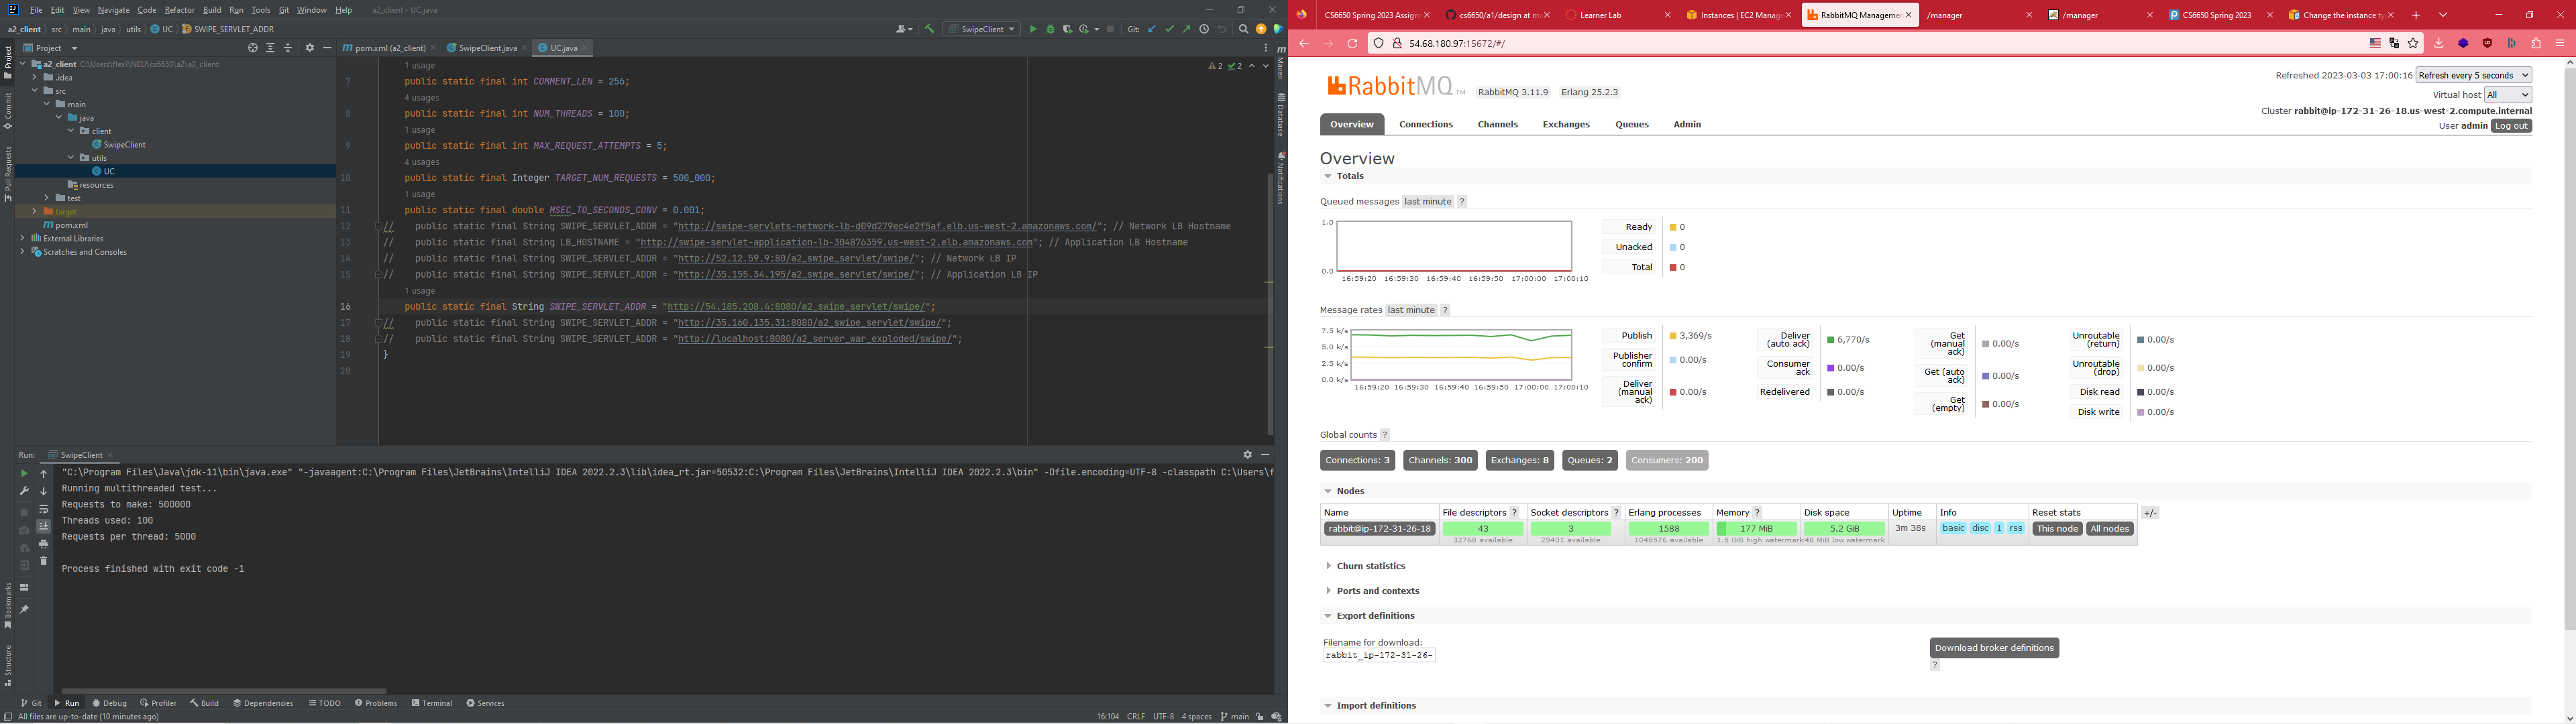 File Edit View Navigate Code Refactor Build Run Tools Git Window Help a2_client - UC.java
a2_client src main java utils UC SWIPE_SERVLET_ADDR
SwipeClient Git:
Project
pom.xml (a2_client) SwipeClient.java UC.java
a2_client C:\Users\flexi\NEU\cs6650\a2\a2_client
.idea
src
main
java
client
SwipeClient
utils
UC
resources
test
target
pom.xml
External Libraries
Scratches and Consoles
Project
Commit
Pull Requests
Bookmarks
Structure
Maven
Database
Notifications
2 2
1 usage
7 public static final int COMMENT_LEN = 256;
4 usages
8 public static final int NUM_THREADS = 100;
1 usage
9 public static final int MAX_REQUEST_ATTEMPTS = 5;
4 usages
10 public static final Integer TARGET_NUM_REQUESTS = 500_000;
1 usage
11 public static final double MSEC_TO_SECONDS_CONV = 0.001;
12 // public static final String SWIPE_SERVLET_ADDR = "http://swipe-servlets-network-lb-d09d279ec4e2f5af.elb.us-west-2.amazonaws.com/"; // Network LB Hostname
13 // public static final String LB_HOSTNAME = "http://swipe-servlet-application-lb-304876359.us-west-2.elb.amazonaws.com"; // Application LB Hostname
14 // public static final String SWIPE_SERVLET_ADDR = "http://52.12.59.9:80/a2_swipe_servlet/swipe/"; // Network LB IP
15 // public static final String SWIPE_SERVLET_ADDR = "http://35.155.34.195/a2_swipe_servlet/swipe/"; // Application LB IP
1 usage
16 public static final String SWIPE_SERVLET_ADDR = "http://54.185.208.4:8080/a2_swipe_servlet/swipe/";
17 // public static final String SWIPE_SERVLET_ADDR = "http://35.160.135.31:8080/a2_swipe_servlet/swipe/";
18 // public static final String SWIPE_SERVLET_ADDR = "http://localhost:8080/a2_server_war_exploded/swipe/";
19 }
20
Run: SwipeClient
"C:\Program Files\Java\jdk-11\bin\java.exe" "-javaagent:C:\Program Files\JetBrains\IntelliJ IDEA 2022.2.3\lib\idea_rt.jar=50532:C:\Program Files\JetBrains\IntelliJ IDEA 2022.2.3\bin" -Dfile.encoding=UTF-8 -classpath C:\Users\f
Running multithreaded test...
Requests to make: 500000
Threads used: 100
Requests per thread: 5000
Process finished with exit code -1
Git Run Debug Profiler Build Dependencies TODO Problems Terminal Services
All files are up-to-date (10 minutes ago)
16:104 CRLF UTF-8 4 spaces main
CS6650 Spring 2023 Assign cs6650/a1/design at m Learner Lab Instances | EC2 Manag RabbitMQ Managemen /manager /manager CS6650 Spring 2023 Change the instance ty
54.68.180.97:15672/#/
RabbitMQ TM RabbitMQ 3.11.9 Erlang 25.2.3
Refreshed 2023-03-03 17:00:16 Refresh every 5 seconds
Virtual host All
Cluster rabbit@ip-172-31-26-18.us-west-2.compute.internal
User admin Log out
Overview Connections Channels Exchanges Queues Admin
Overview
Totals
Queued messages last minute ?
1.0
0.0
16:59:20 16:59:30 16:59:40 16:59:50 17:00:00 17:00:10
Ready 0
Unacked 0
Total 0
Message rates last minute ?
7.5 k/s
5.0 k/s
2.5 k/s
0.0 k/s
16:59:20 16:59:30 16:59:40 16:59:50 17:00:00 17:00:10
Publish 3,369/s
Publisher confirm 0.00/s
Deliver (manual ack) 0.00/s
Deliver (auto ack) 6,770/s
Consumer ack 0.00/s
Redelivered 0.00/s
Get (manual ack) 0.00/s
Get (auto ack) 0.00/s
Get (empty) 0.00/s
Unroutable (return) 0.00/s
Unroutable (drop) 0.00/s
Disk read 0.00/s
Disk write 0.00/s
Global counts ?
Connections: 3 Channels: 300 Exchanges: 8 Queues: 2 Consumers: 200
Nodes
Name File descriptors ? Socket descriptors ? Erlang processes Memory ? Disk space Uptime Info Reset stats +/-
rabbit@ip-172-31-26-18 43 3 1588 177 MiB 5.2 GiB 3m 38s basic disc 1 rss This node All nodes
32768 available 29401 available 1048576 available 1.5 GiB high watermark 48 MiB low watermark
Churn statistics
Ports and contexts
Export definitions
Filename for download:
rabbit_ip-172-31-26-
Download broker definitions
?
Import definitions